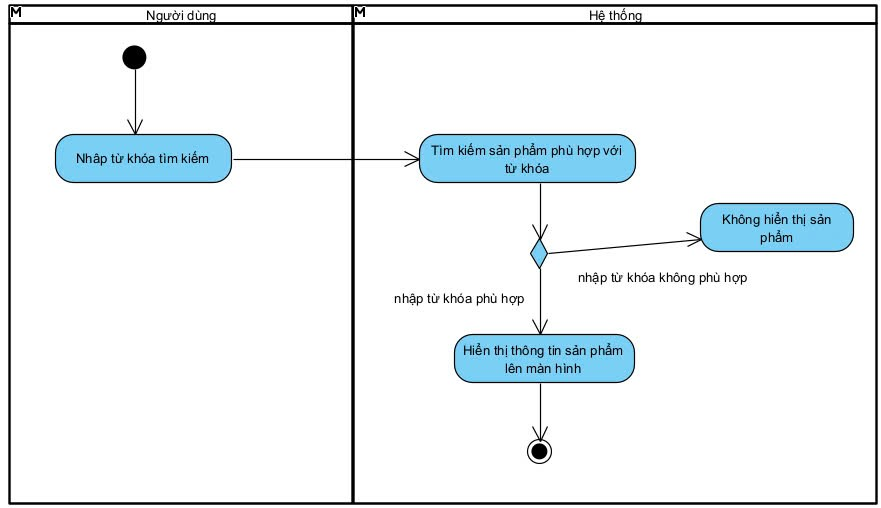 Người dùng
Hệ thống
Nhâp từ khóa tìm kiếm
Tìm kiếm sản phẩm phù hợp với
từ khóa
Không hiển thị sản
phẩm
nhập từ khóa không phù hợp
nhập từ khóa phù hợp
Hiển thị thông tin sản phẩm
lên màn hình